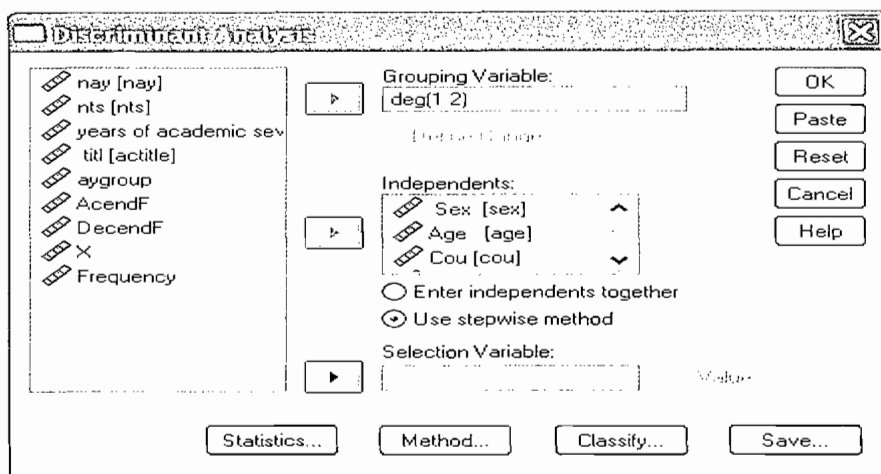 Discriminant Analysis
nay [nay]
nts [nts]
years of academic sev
titl [actitle]
aygroup
AcendF
DecendF
X
Frequency
Grouping Variable:
deg(1 2)
Define Range
Independents:
Sex [sex]
Age [age]
Cou [cou]
Enter independents together
Use stepwise method
Selection Variable:
Value
OK
Paste
Reset
Cancel
Help
Statistics...
Method...
Classify...
Save...